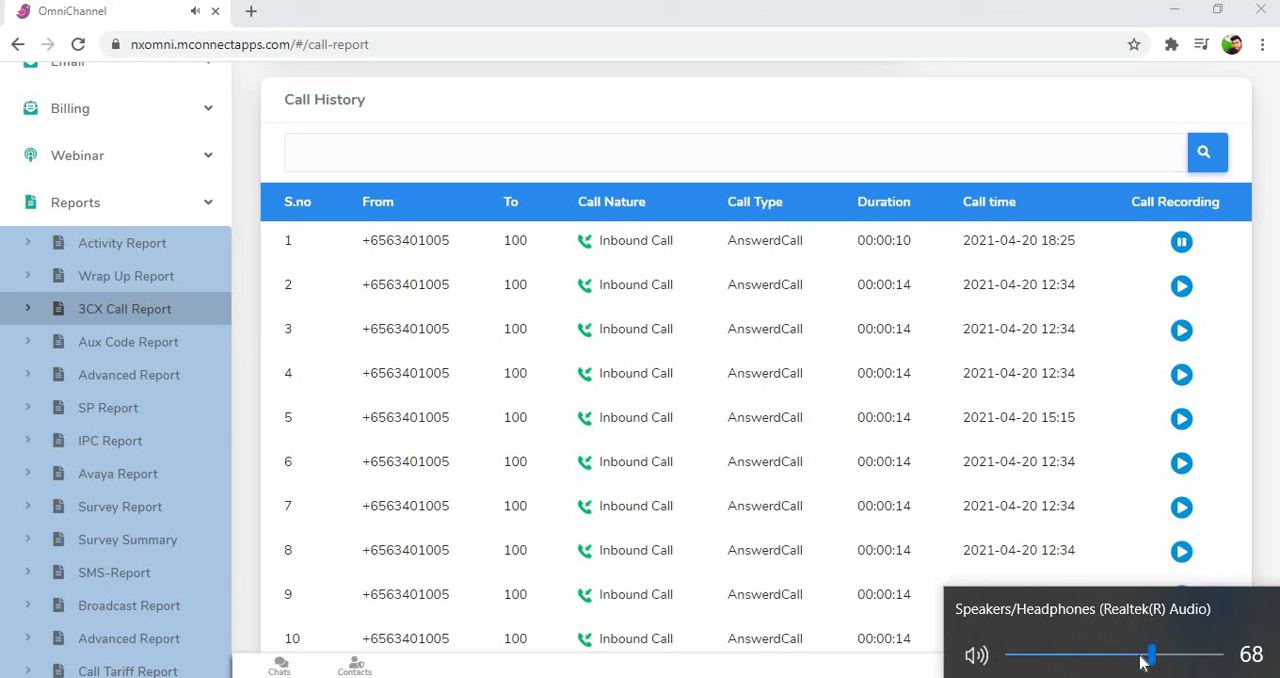 OmniChannel
nxomni.mconnectapps.com/#/call-report
Email
Billing
Webinar
Reports
Activity Report
Wrap Up Report
3CX Call Report
Aux Code Report
Advanced Report
SP Report
IPC Report
Avaya Report
Survey Report
Survey Summary
SMS-Report
Broadcast Report
Advanced Report
Call Tariff Report
Call History
S.no From To Call Nature Call Type Duration Call time Call Recording
1 +6563401005 100 Inbound Call AnswerdCall 00:00:10 2021-04-20 18:25
2 +6563401005 100 Inbound Call AnswerdCall 00:00:14 2021-04-20 12:34
3 +6563401005 100 Inbound Call AnswerdCall 00:00:14 2021-04-20 12:34
4 +6563401005 100 Inbound Call AnswerdCall 00:00:14 2021-04-20 12:34
5 +6563401005 100 Inbound Call AnswerdCall 00:00:14 2021-04-20 15:15
6 +6563401005 100 Inbound Call AnswerdCall 00:00:14 2021-04-20 12:34
7 +6563401005 100 Inbound Call AnswerdCall 00:00:14 2021-04-20 12:34
8 +6563401005 100 Inbound Call AnswerdCall 00:00:14 2021-04-20 12:34
9 +6563401005 100 Inbound Call AnswerdCall 00:00:14
10 +6563401005 100 Inbound Call AnswerdCall 00:00:14
Chats Contacts
Speakers/Headphones (Realtek(R) Audio)
68